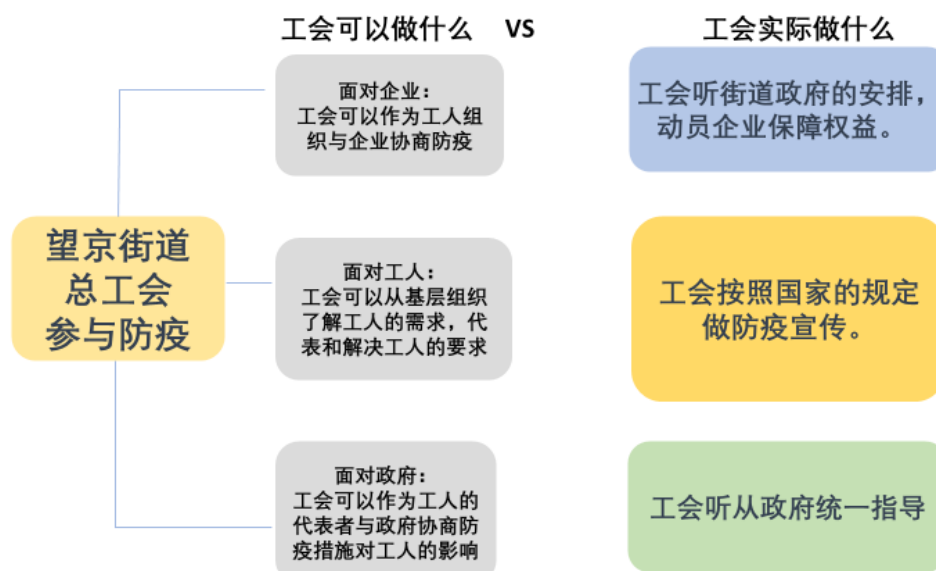 工会可以做什么 VS 工会实际做什么
面对企业：
工会可以作为工人组
织与企业协商防疫
工会听街道政府的安排，
动员企业保障权益。
望京街道
总工会
参与防疫
面对工人：
工会可以从基层组织
了解工人的需求，代
表和解决工人的要求
工会按照国家的规定
做防疫宣传。
面对政府：
工会可以作为工人的
代表者与政府协商防
疫措施对工人的影响
工会听从政府统一指导